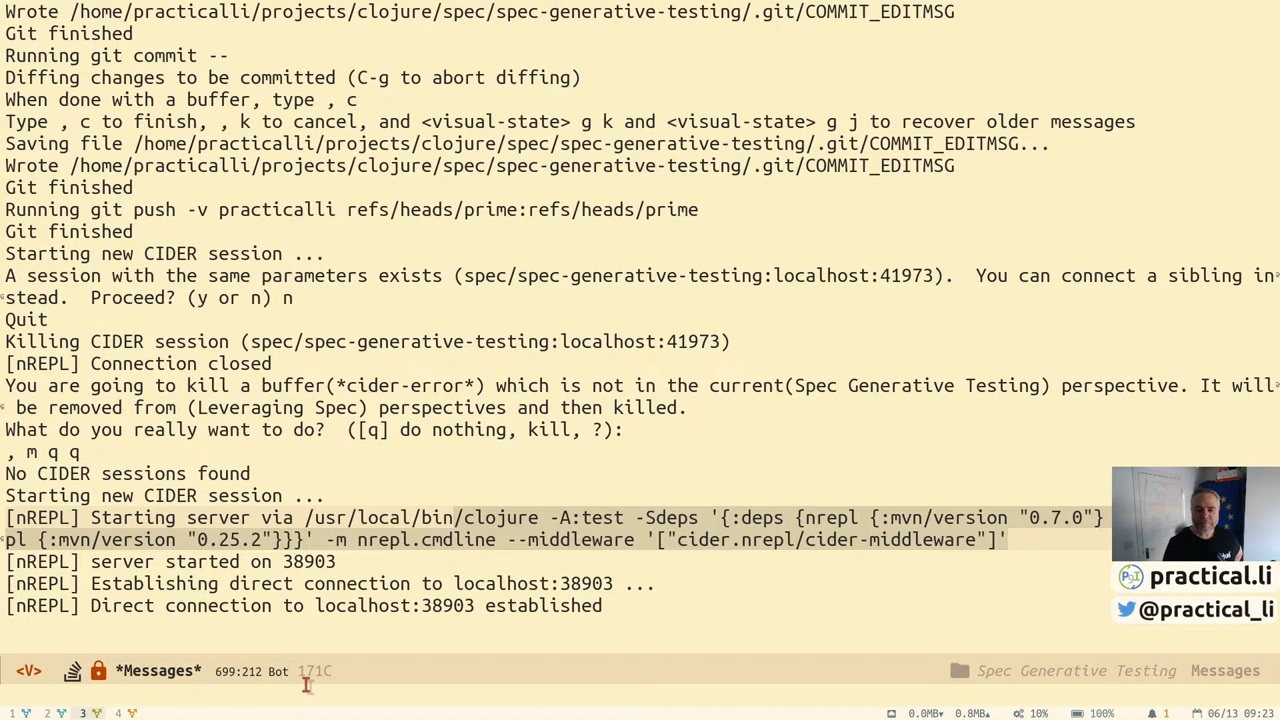 Wrote /home/practicalli/projects/clojure/spec/spec-generative-testing/.git/COMMIT_EDITMSG
Git finished
Running git commit --
Diffing changes to be committed (C-g to abort diffing)
When done with a buffer, type , c
Type , c to finish, , k to cancel, and <visual-state> g k and <visual-state> g j to recover older messages
Saving file /home/practicalli/projects/clojure/spec/spec-generative-testing/.git/COMMIT_EDITMSG...
Wrote /home/practicalli/projects/clojure/spec/spec-generative-testing/.git/COMMIT_EDITMSG
Git finished
Running git push -v practicalli refs/heads/prime:refs/heads/prime
Git finished
Starting new CIDER session ...
A session with the same parameters exists (spec/spec-generative-testing:localhost:41973).  You can connect a sibling in
stead.  Proceed? (y or n) n
Quit
Killing CIDER session (spec/spec-generative-testing:localhost:41973)
[nREPL] Connection closed
You are going to kill a buffer(*cider-error*) which is not in the current(Spec Generative Testing) perspective. It will
be removed from (Leveraging Spec) perspectives and then killed.
What do you really want to do?  ([q] do nothing, kill, ?):
, m q q
No CIDER sessions found
Starting new CIDER session ...
[nREPL] Starting server via /usr/local/bin/clojure -A:test -Sdeps '{:deps {nrepl {:mvn/version "0.7.0"}
pl {:mvn/version "0.25.2"}}}' -m nrepl.cmdline --middleware '["cider.nrepl/cider-middleware"]'
[nREPL] server started on 38903
[nREPL] Establishing direct connection to localhost:38903 ...
[nREPL] Direct connection to localhost:38903 established
practical.li
@practical_li
<V> *Messages* 699:212 Bot 171C Spec Generative Testing Messages
1 2 3 4 0.0MB 0.8MB 10% 100% 1 06/13 09:23